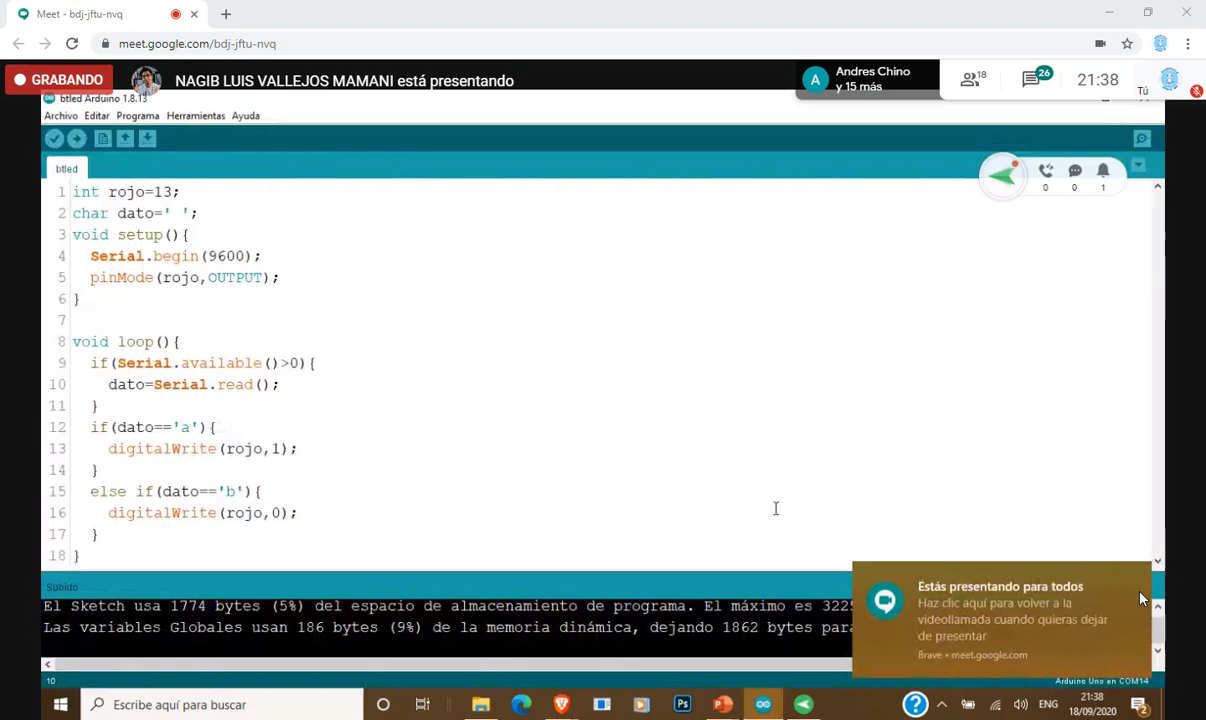 Meet - bdj-jftu-nvq
meet.google.com/bdj-jftu-nvq
GRABANDO
NAGIB LUIS VALLEJOS MAMANI está presentando
A
Andres Chino
y 15 más
18
26
21:38
Tú
btled Arduino 1.8.13
Archivo Editar Programa Herramientas Ayuda
btled
0 0 1
1 int rojo=13;
2 char dato=' ';
3 void setup(){
4 Serial.begin(9600);
5 pinMode(rojo,OUTPUT);
6 }
7
8 void loop(){
9 if(Serial.available()>0){
10 dato=Serial.read();
11 }
12 if(dato=='a'){
13 digitalWrite(rojo,1);
14 }
15 else if(dato=='b'){
16 digitalWrite(rojo,0);
17 }
18 }
Subido
El Sketch usa 1774 bytes (5%) del espacio de almacenamiento de programa. El máximo es 3225
Las variables Globales usan 186 bytes (9%) de la memoria dinámica, dejando 1862 bytes para
Estás presentando para todos
Haz clic aquí para volver a la
videollamada cuando quieras dejar
de presentar
Brave • meet.google.com
10
Arduino Uno en COM14
Escribe aquí para buscar
Ps
ENG
21:38
18/09/2020
2